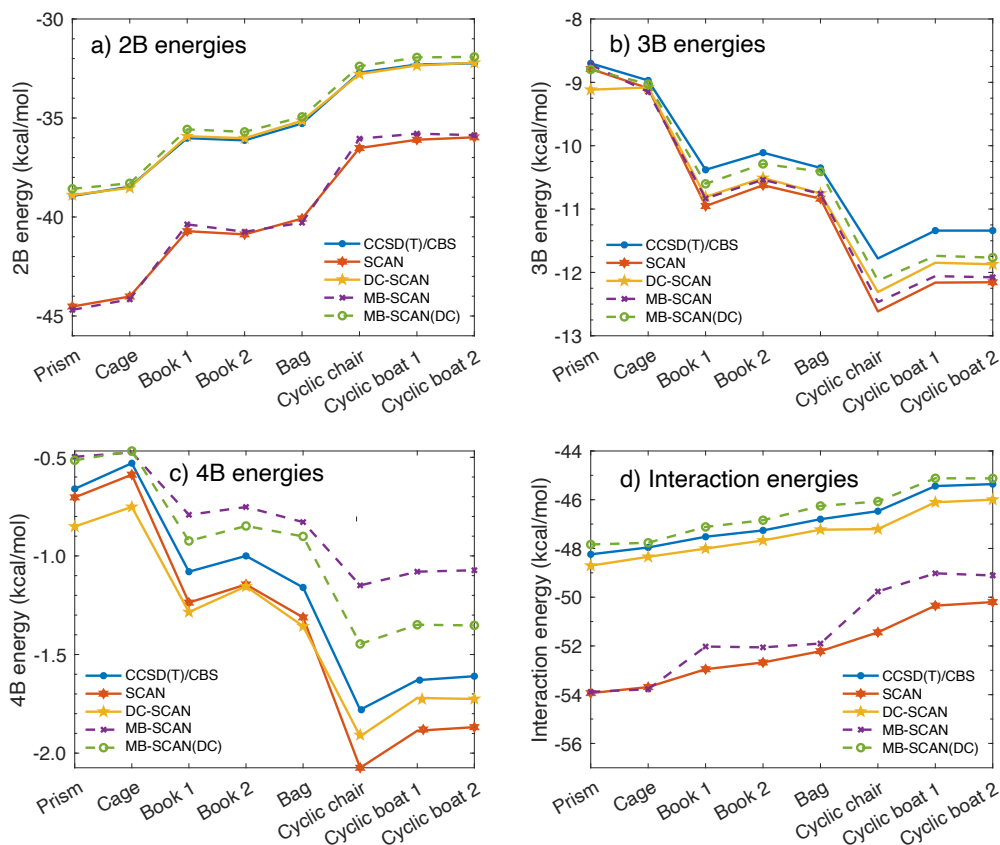 a) 2B energies
2B energy (kcal/mol)
-30
-35
-40
-45
CCSD(T)/CBS
SCAN
DC-SCAN
MB-SCAN
MB-SCAN(DC)
Prism
Cage
Book 1
Book 2
Bag
Cyclic chair
Cyclic boat 1
Cyclic boat 2
b) 3B energies
3B energy (kcal/mol)
-8
-9
-10
-11
-12
-13
CCSD(T)/CBS
SCAN
DC-SCAN
MB-SCAN
MB-SCAN(DC)
Prism
Cage
Book 1
Book 2
Bag
Cyclic chair
Cyclic boat 1
Cyclic boat 2
c) 4B energies
4B energy (kcal/mol)
-0.5
-1.0
-1.5
-2.0
CCSD(T)/CBS
SCAN
DC-SCAN
MB-SCAN
MB-SCAN(DC)
Prism
Cage
Book 1
Book 2
Bag
Cyclic chair
Cyclic boat 1
Cyclic boat 2
d) Interaction energies
Interaction energy (kcal/mol)
-44
-46
-48
-50
-52
-54
-56
CCSD(T)/CBS
SCAN
DC-SCAN
MB-SCAN
MB-SCAN(DC)
Prism
Cage
Book 1
Book 2
Bag
Cyclic chair
Cyclic boat 1
Cyclic boat 2